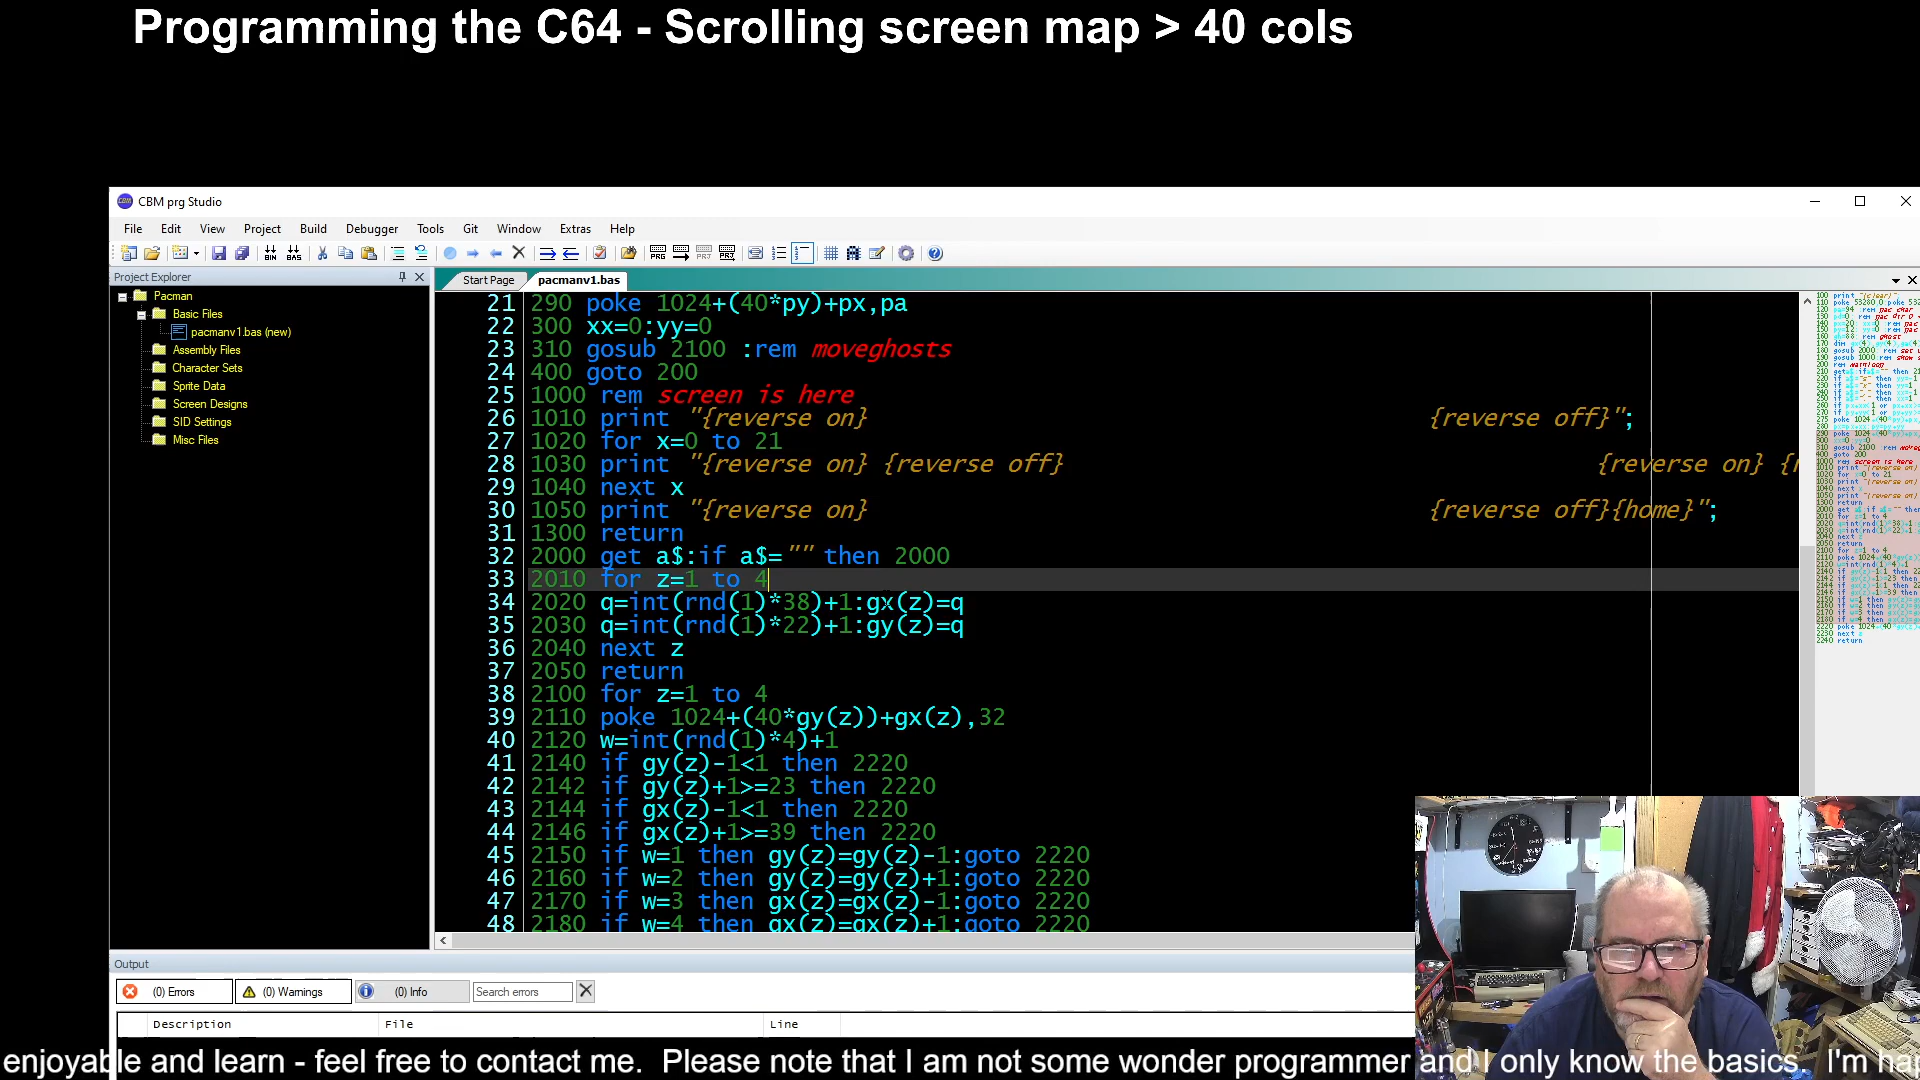 Programming the C64 - Scrolling screen map > 40 cols
CBM prg Studio
File Edit View Project Build Debugger Tools Git Window Extras Help
Project Explorer
Start Page pacmanv1.bas
Pacman
Basic Files
pacmanv1.bas (new)
Assembly Files
Character Sets
Sprite Data
Screen Designs
SID Settings
Misc Files
21 290 poke 1024+(40*py)+px,pa
22 300 xx=0:yy=0
23 310 gosub 2100 :rem moveghosts
24 400 goto 200
25 1000 rem screen is here
26 1010 print "{reverse on} {reverse off}";
27 1020 for x=0 to 21
28 1030 print "{reverse on} {reverse off} {reverse on} {r
29 1040 next x
30 1050 print "{reverse on} {reverse off}{home}";
31 1300 return
32 2000 get a$:if a$="" then 2000
33 2010 for z=1 to 4
34 2020 q=int(rnd(1)*38)+1:gx(z)=q
35 2030 q=int(rnd(1)*22)+1:gy(z)=q
36 2040 next z
37 2050 return
38 2100 for z=1 to 4
39 2110 poke 1024+(40*gy(z))+gx(z),32
40 2120 w=int(rnd(1)*4)+1
41 2140 if gy(z)-1<1 then 2220
42 2142 if gy(z)+1>=23 then 2220
43 2144 if gx(z)-1<1 then 2220
44 2146 if gx(z)+1>=39 then 2220
45 2150 if w=1 then gy(z)=gy(z)-1:goto 2220
46 2160 if w=2 then gy(z)=gy(z)+1:goto 2220
47 2170 if w=3 then gx(z)=gx(z)-1:goto 2220
48 2180 if w=4 then gx(z)=gx(z)+1:goto 2220
Output
(0) Errors (0) Warnings (0) Info Search errors
Description File Line
enjoyable and learn - feel free to contact me. Please note that I am not some wonder programmer and I only know the basics. I'm ha